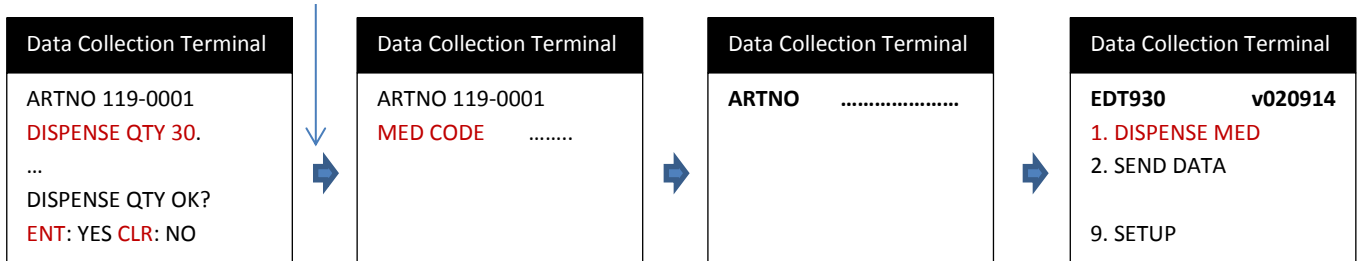 Data Collection Terminal
ARTNO 119-0001
DISPENSE QTY 30.
...
DISPENSE QTY OK?
ENT: YES CLR: NO
Data Collection Terminal
ARTNO 119-0001
MED CODE ........
Data Collection Terminal
ARTNO .....................
Data Collection Terminal
EDT930 v020914
1. DISPENSE MED
2. SEND DATA
9. SETUP